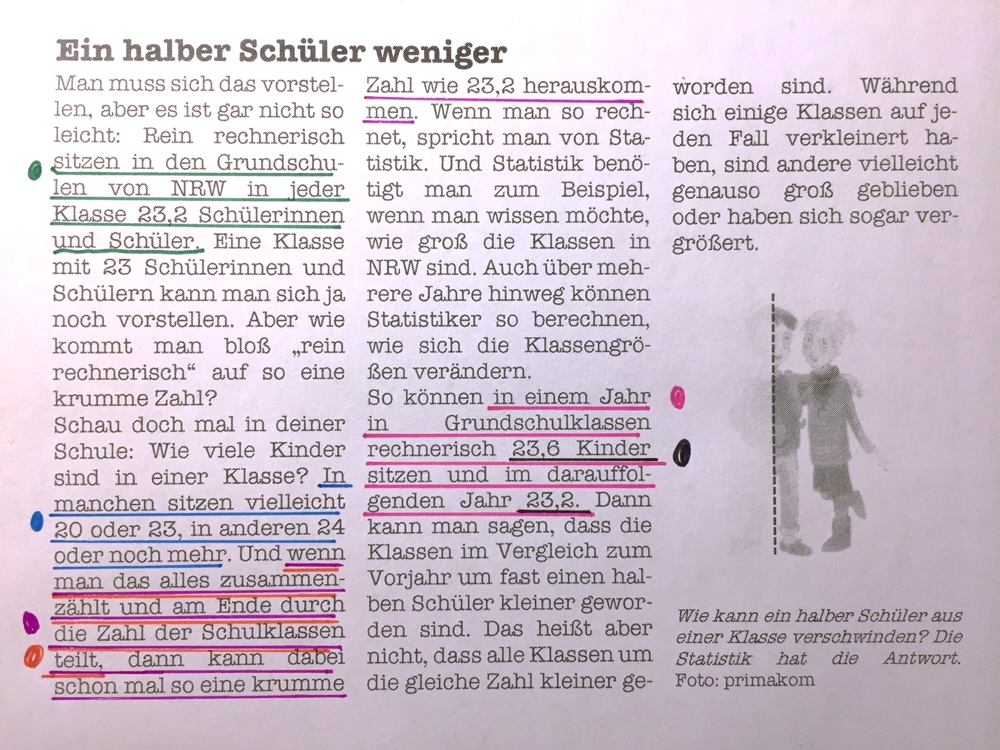 Ein halber Schüler weniger
Man muss sich das vorstel-
len, aber es ist gar nicht so
leicht: Rein rechnerisch
sitzen in den Grundschu-
len von NRW in jeder
Klasse 23,2 Schülerinnen
und Schüler. Eine Klasse
mit 23 Schülerinnen und
Schülern kann man sich ja
noch vorstellen. Aber wie
kommt man bloß „rein
rechnerisch“ auf so eine
krumme Zahl?
Schau doch mal in deiner
Schule: Wie viele Kinder
sind in einer Klasse? In
manchen sitzen vielleicht
20 oder 23, in anderen 24
oder noch mehr. Und wenn
man das alles zusammen-
zählt und am Ende durch
die Zahl der Schulklassen
teilt, dann kann dabei
schon mal so eine krumme
Zahl wie 23,2 herauskom-
men. Wenn man so rech-
net, spricht man von Sta-
tistik. Und Statistik benö-
tigt man zum Beispiel,
wenn man wissen möchte,
wie groß die Klassen in
NRW sind. Auch über meh-
rere Jahre hinweg können
Statistiker so berechnen,
wie sich die Klassengrö-
ßen verändern.
So können in einem Jahr
in Grundschulklassen
rechnerisch 23,6 Kinder
sitzen und im darauffol-
genden Jahr 23,2. Dann
kann man sagen, dass die
Klassen im Vergleich zum
Vorjahr um fast einen hal-
ben Schüler kleiner gewor-
den sind. Das heißt aber
nicht, dass alle Klassen um
die gleiche Zahl kleiner ge-
worden sind. Während
sich einige Klassen auf je-
den Fall verkleinert ha-
ben, sind andere vielleicht
genauso groß geblieben
oder haben sich sogar ver-
größert.
Wie kann ein halber Schüler aus
einer Klasse verschwinden? Die
Statistik hat die Antwort.
Foto: primakom